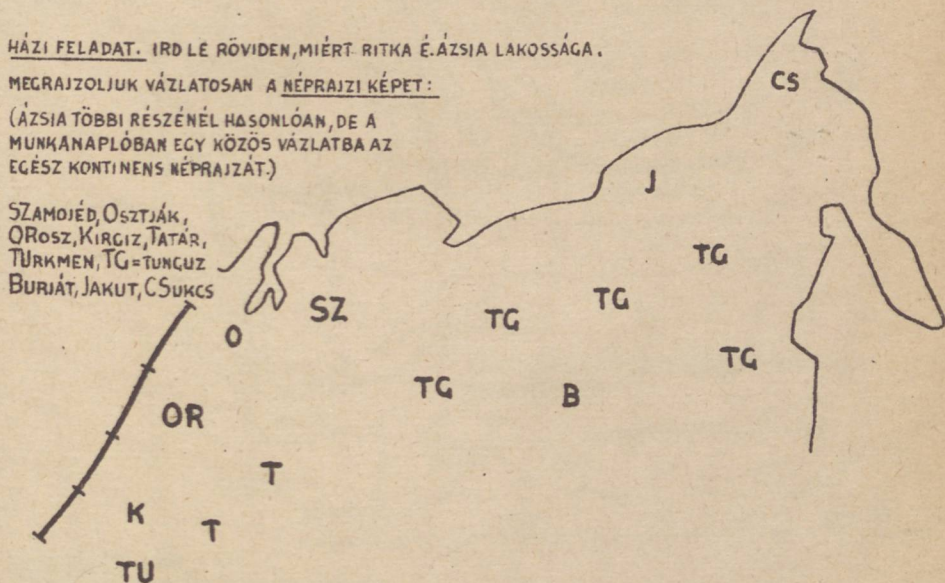 HÁZI FELADAT. IRD LE RÖVIDEN, MIÉRT RITKA É.ÁZSIA LAKOSSÁGA.
MEGRAJZOLJUK VÁZLATOSAN A NÉPRAJZI KÉPET:
(ÁZSIA TÖBBI RÉSZÉNÉL HASONLÓAN, DE A
MUNKANAPLÓBAN EGY KÖZÖS VÁZLATBA AZ
EGÉSZ KONTINENS NÉPRAJZÁT.)
SZAMOJÉD, OSZTJÁK,
OROSZ, KIRGIZ, TATÁR,
TURKMEN, TG=TUNGUZ
BURJÁT, JAKUT, CSUKCS
CS
J
TG
SZ
TG
TG
O
TG
TG
B
OR
T
K
T
TU